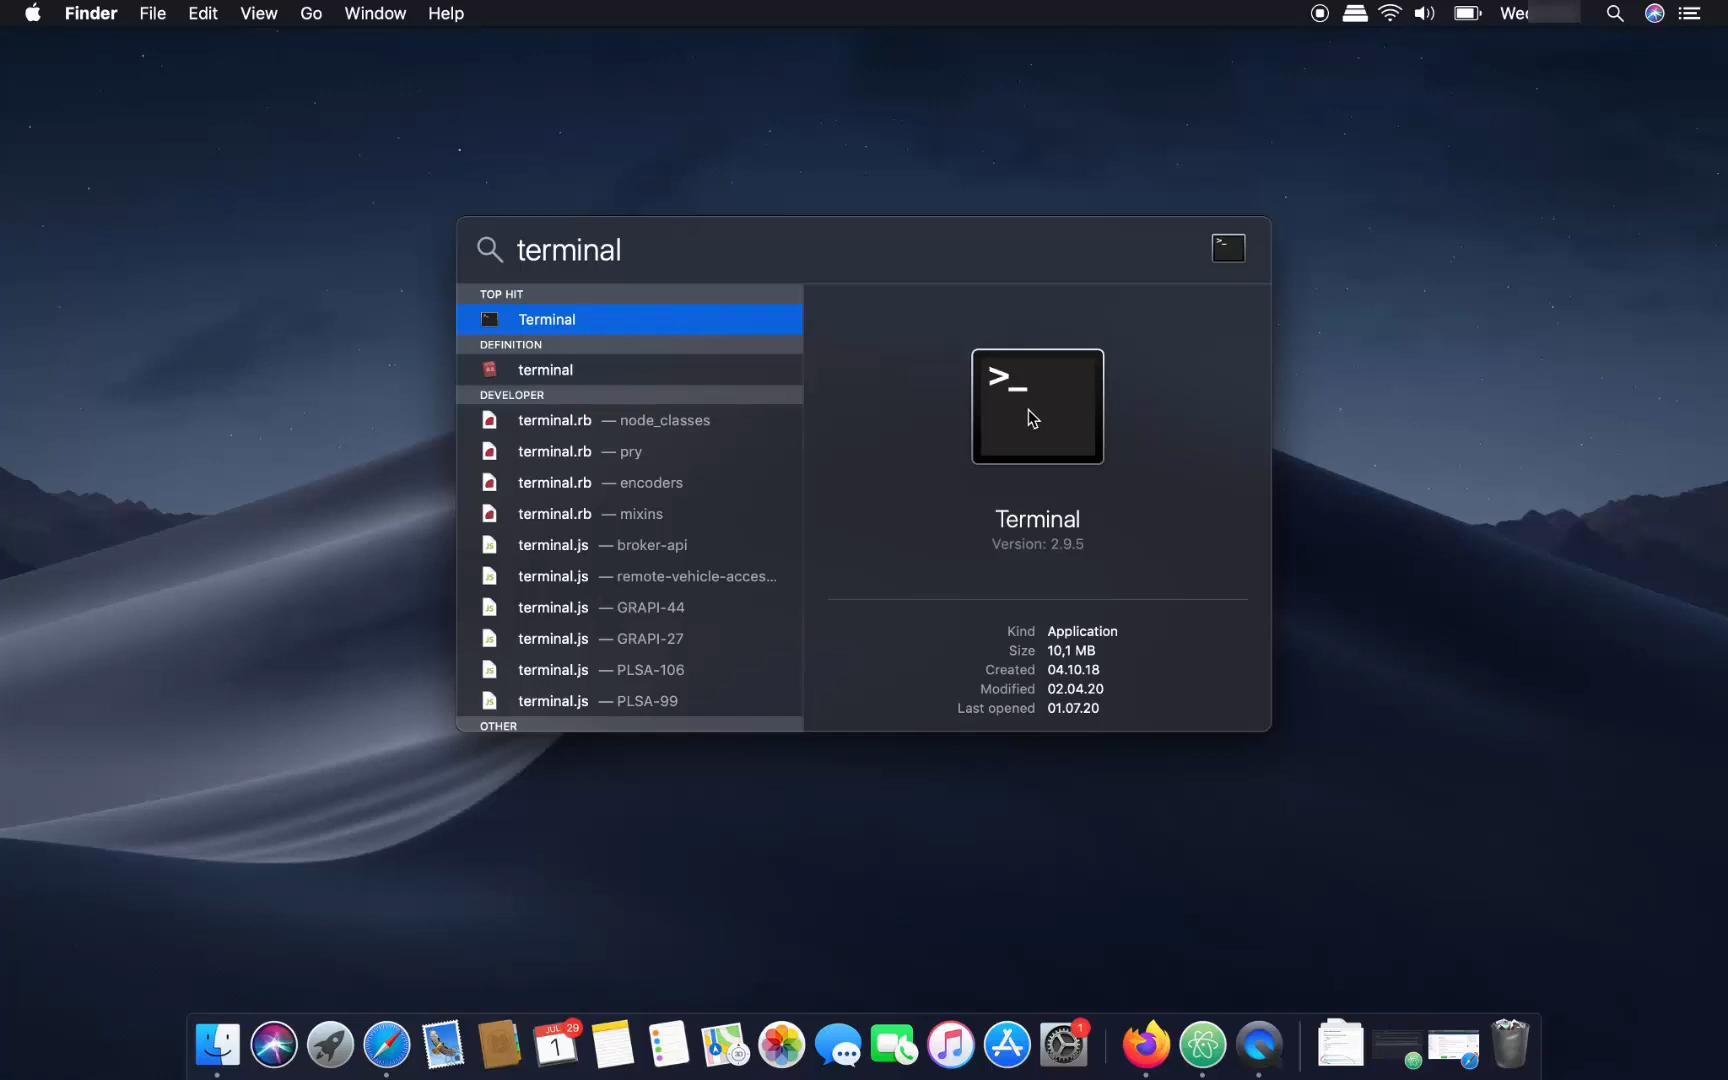 Finder File Edit View Go Window Help
terminal
TOP HIT
Terminal
DEFINITION
terminal
DEVELOPER
terminal.rb — node_classes
terminal.rb — pry
terminal.rb — encoders
terminal.rb — mixins
terminal.js — broker-api
terminal.js — remote-vehicle-acces...
terminal.js — GRAPI-44
terminal.js — GRAPI-27
terminal.js — PLSA-106
terminal.js — PLSA-99
OTHER
>_
Terminal
Version: 2.9.5
Kind Application
Size 10,1 MB
Created 04.10.18
Modified 02.04.20
Last opened 01.07.20
JUL 29
1
3D
1